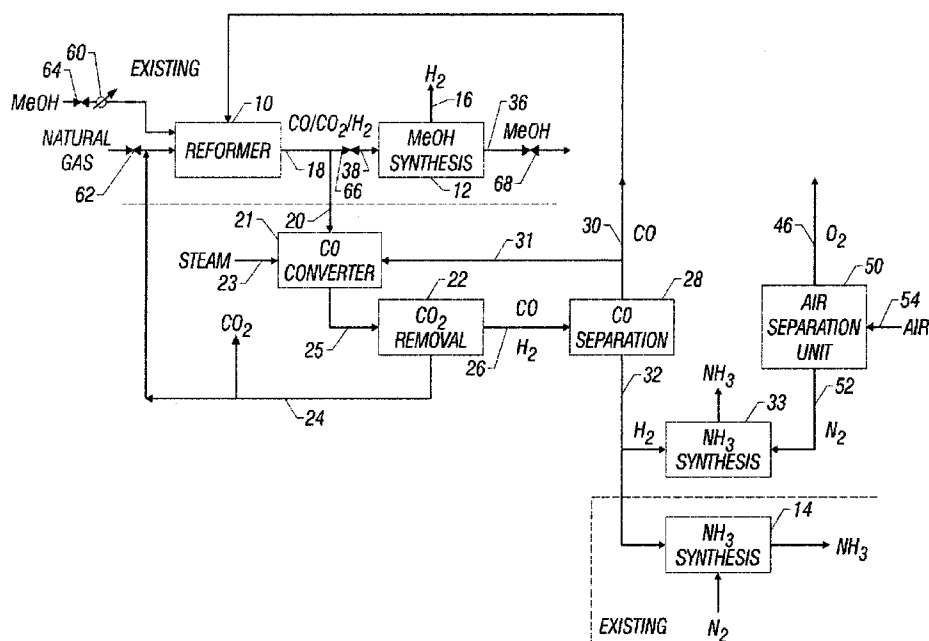 EXISTING
64
60
MeOH
10
H₂
16
36
CO/CO₂/H₂
MeOH
NATURAL
GAS
REFORMER
MeOH
SYNTHESIS
62
18
38
66
12
68
20
21
30
CO
46
O₂
CO
CONVERTER
31
STEAM
23
28
50
22
CO₂
CO₂
REMOVAL
CO
H₂
CO
SEPARATION
AIR
SEPARATION
UNIT
54
AIR
25
26
32
52
24
NH₃
33
H₂
NH₃
SYNTHESIS
N₂
14
NH₃
SYNTHESIS
NH₃
EXISTING
N₂